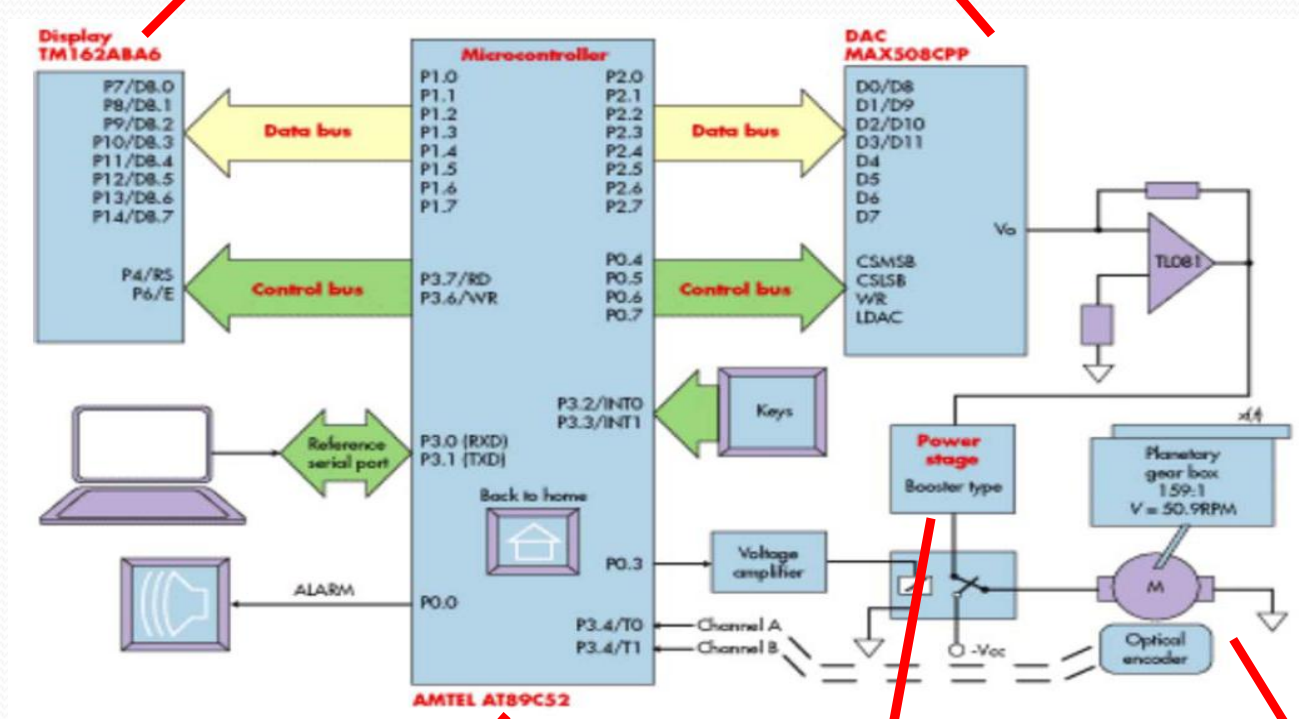 Display
TM162ABA6
P7/D8.0
P8/D8.1
P9/D8.2
P10/D8.3
P11/D8.4
P12/D8.5
P13/D8.6
P14/D8.7
P4/RS
P6/E
Data bus
Control bus
Microcontroller
P1.0
P1.1
P1.2
P1.3
P1.4
P1.5
P1.6
P1.7
P3.7/RD
P3.6/WR
P3.0 (RXD)
P3.1 (TXD)
P0.0
P2.0
P2.1
P2.2
P2.3
P2.4
P2.5
P2.6
P2.7
P0.4
P0.5
P0.6
P0.7
P3.2/INT0
P3.3/INT1
Back to home
P0.3
P3.4/T0
P3.4/T1
AMTEL AT89C52
Data bus
Control bus
DAC
MAX508CPP
D0/D8
D1/D9
D2/D10
D3/D11
D4
D5
D6
D7
Vo
CSMSB
CSLSB
WR
LDAC
TL081
Keys
Reference
serial port
ALARM
Power
stage
Booster type
Planetary
gear box
159:1
V = 50.9RPM
Voltage
amplifier
M
Channel A
Channel B
-Vcc
Optical
encoder